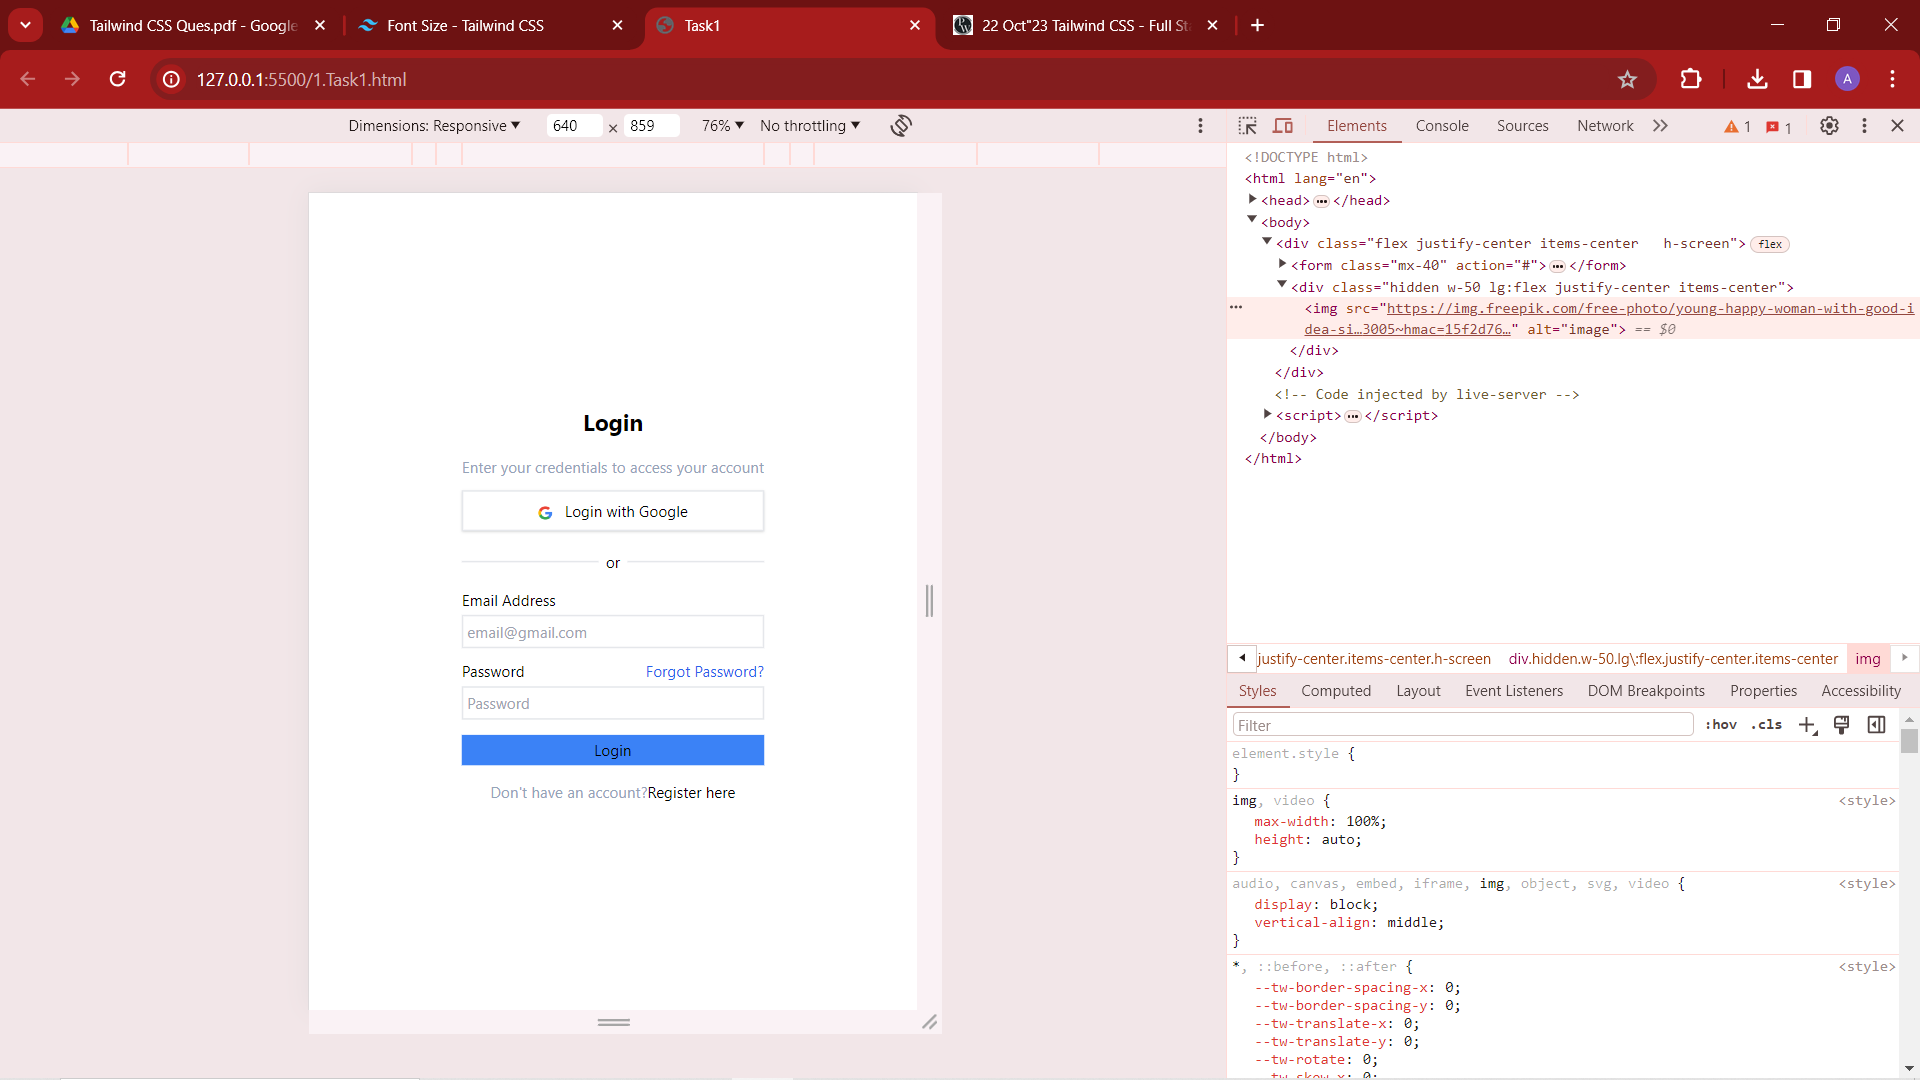 Tailwind CSS Ques.pdf - Google
Font Size - Tailwind CSS
Task1
22 Oct"23 Tailwind CSS - Full Sta
127.0.0.1:5500/1.Task1.html
A
Dimensions: Responsive ▼ 640 × 859 76% ▼ No throttling ▼
Elements Console Sources Network 1 1
Login
Enter your credentials to access your account
Login with Google
or
Email Address
email@gmail.com
Password Forgot Password?
Password
Login
Don't have an account?Register here
<!DOCTYPE html>
<html lang="en">
<head> ••• </head>
<body>
<div class="flex justify-center items-center   h-screen"> flex
<form class="mx-40" action="#"> ••• </form>
<div class="hidden w-50 lg:flex justify-center items-center">
<img src="https://img.freepik.com/free-photo/young-happy-woman-with-good-i
dea-si…3005~hmac=15f2d76…" alt="image"> == $0
</div>
</div>
<!-- Code injected by live-server -->
<script> ••• </script>
</body>
</html>
justify-center.items-center.h-screen div.hidden.w-50.lg\:flex.justify-center.items-center img
Styles Computed Layout Event Listeners DOM Breakpoints Properties Accessibility
Filter :hov .cls
element.style {
}
img, video { <style>
max-width: 100%;
height: auto;
}
audio, canvas, embed, iframe, img, object, svg, video { <style>
display: block;
vertical-align: middle;
}
*, ::before, ::after { <style>
--tw-border-spacing-x: 0;
--tw-border-spacing-y: 0;
--tw-translate-x: 0;
--tw-translate-y: 0;
--tw-rotate: 0;
--tw-skew-x: 0;